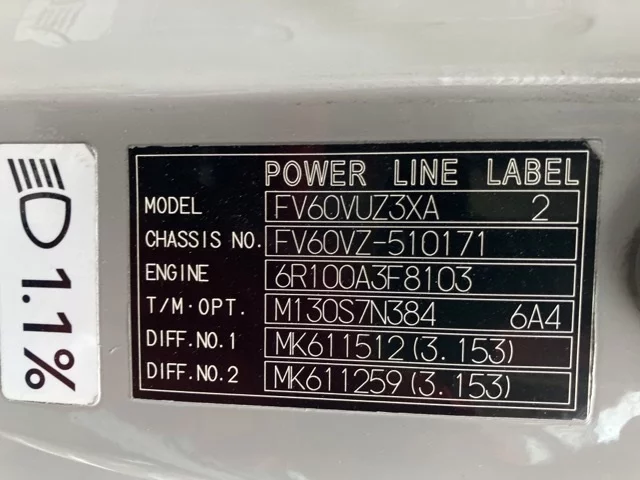 POWER LINE LABEL
MODEL FV60VUZ3XA 2
CHASSIS NO. FV60VZ-510171
ENGINE 6R100A3F8103
T/M·OPT. M130S7N384 6A4
DIFF.NO.1 MK611512(3.153)
DIFF.NO.2 MK611259(3.153)
1.1%